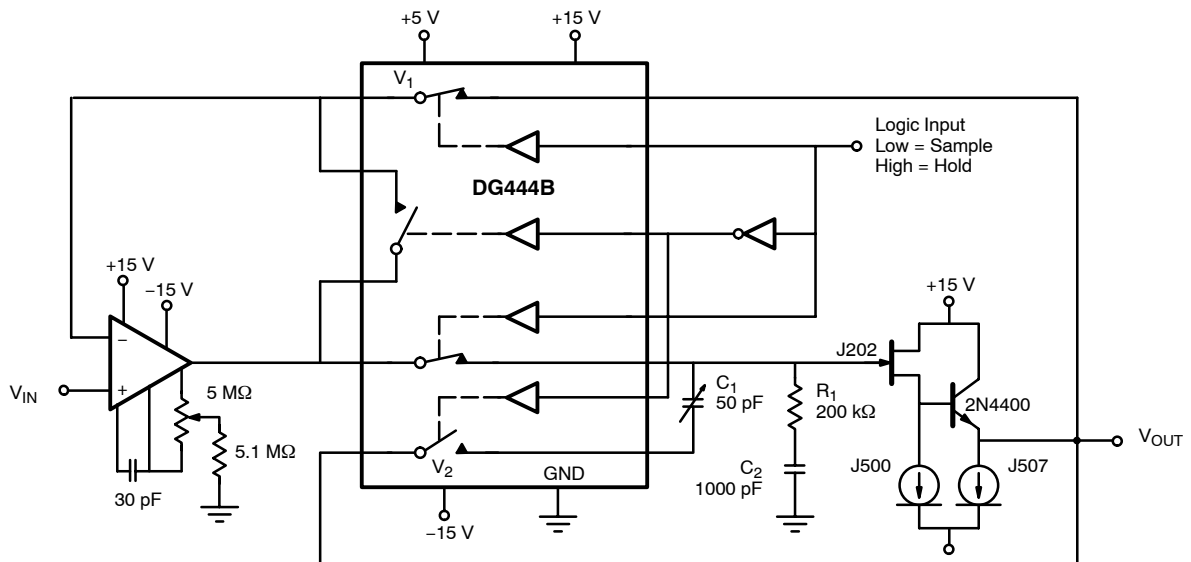 +5 V
+15 V
V1
Logic Input
Low = Sample
High = Hold
DG444B
+15 V
−15 V
+15 V
−
+
VIN
5 MΩ
5.1 MΩ
30 pF
J202
C1
50 pF
R1
200 kΩ
2N4400
VOUT
V2
GND
C2
1000 pF
J500
J507
−15 V